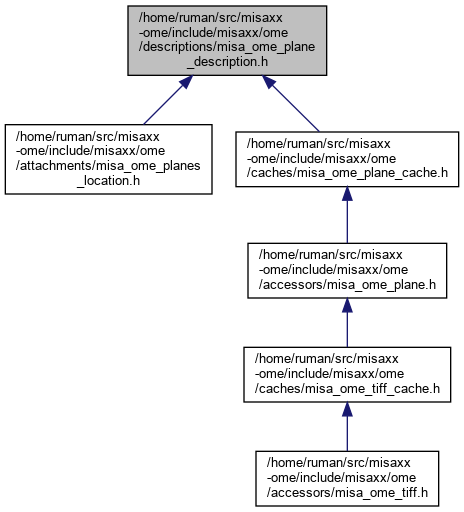 /home/ruman/src/misaxx
-ome/include/misaxx/ome
/descriptions/misa_ome_plane
_description.h
/home/ruman/src/misaxx
-ome/include/misaxx/ome
/attachments/misa_ome_planes
_location.h
/home/ruman/src/misaxx
-ome/include/misaxx/ome
/caches/misa_ome_plane_cache.h
/home/ruman/src/misaxx
-ome/include/misaxx/ome
/accessors/misa_ome_plane.h
/home/ruman/src/misaxx
-ome/include/misaxx/ome
/caches/misa_ome_tiff_cache.h
/home/ruman/src/misaxx
-ome/include/misaxx/ome
/accessors/misa_ome_tiff.h